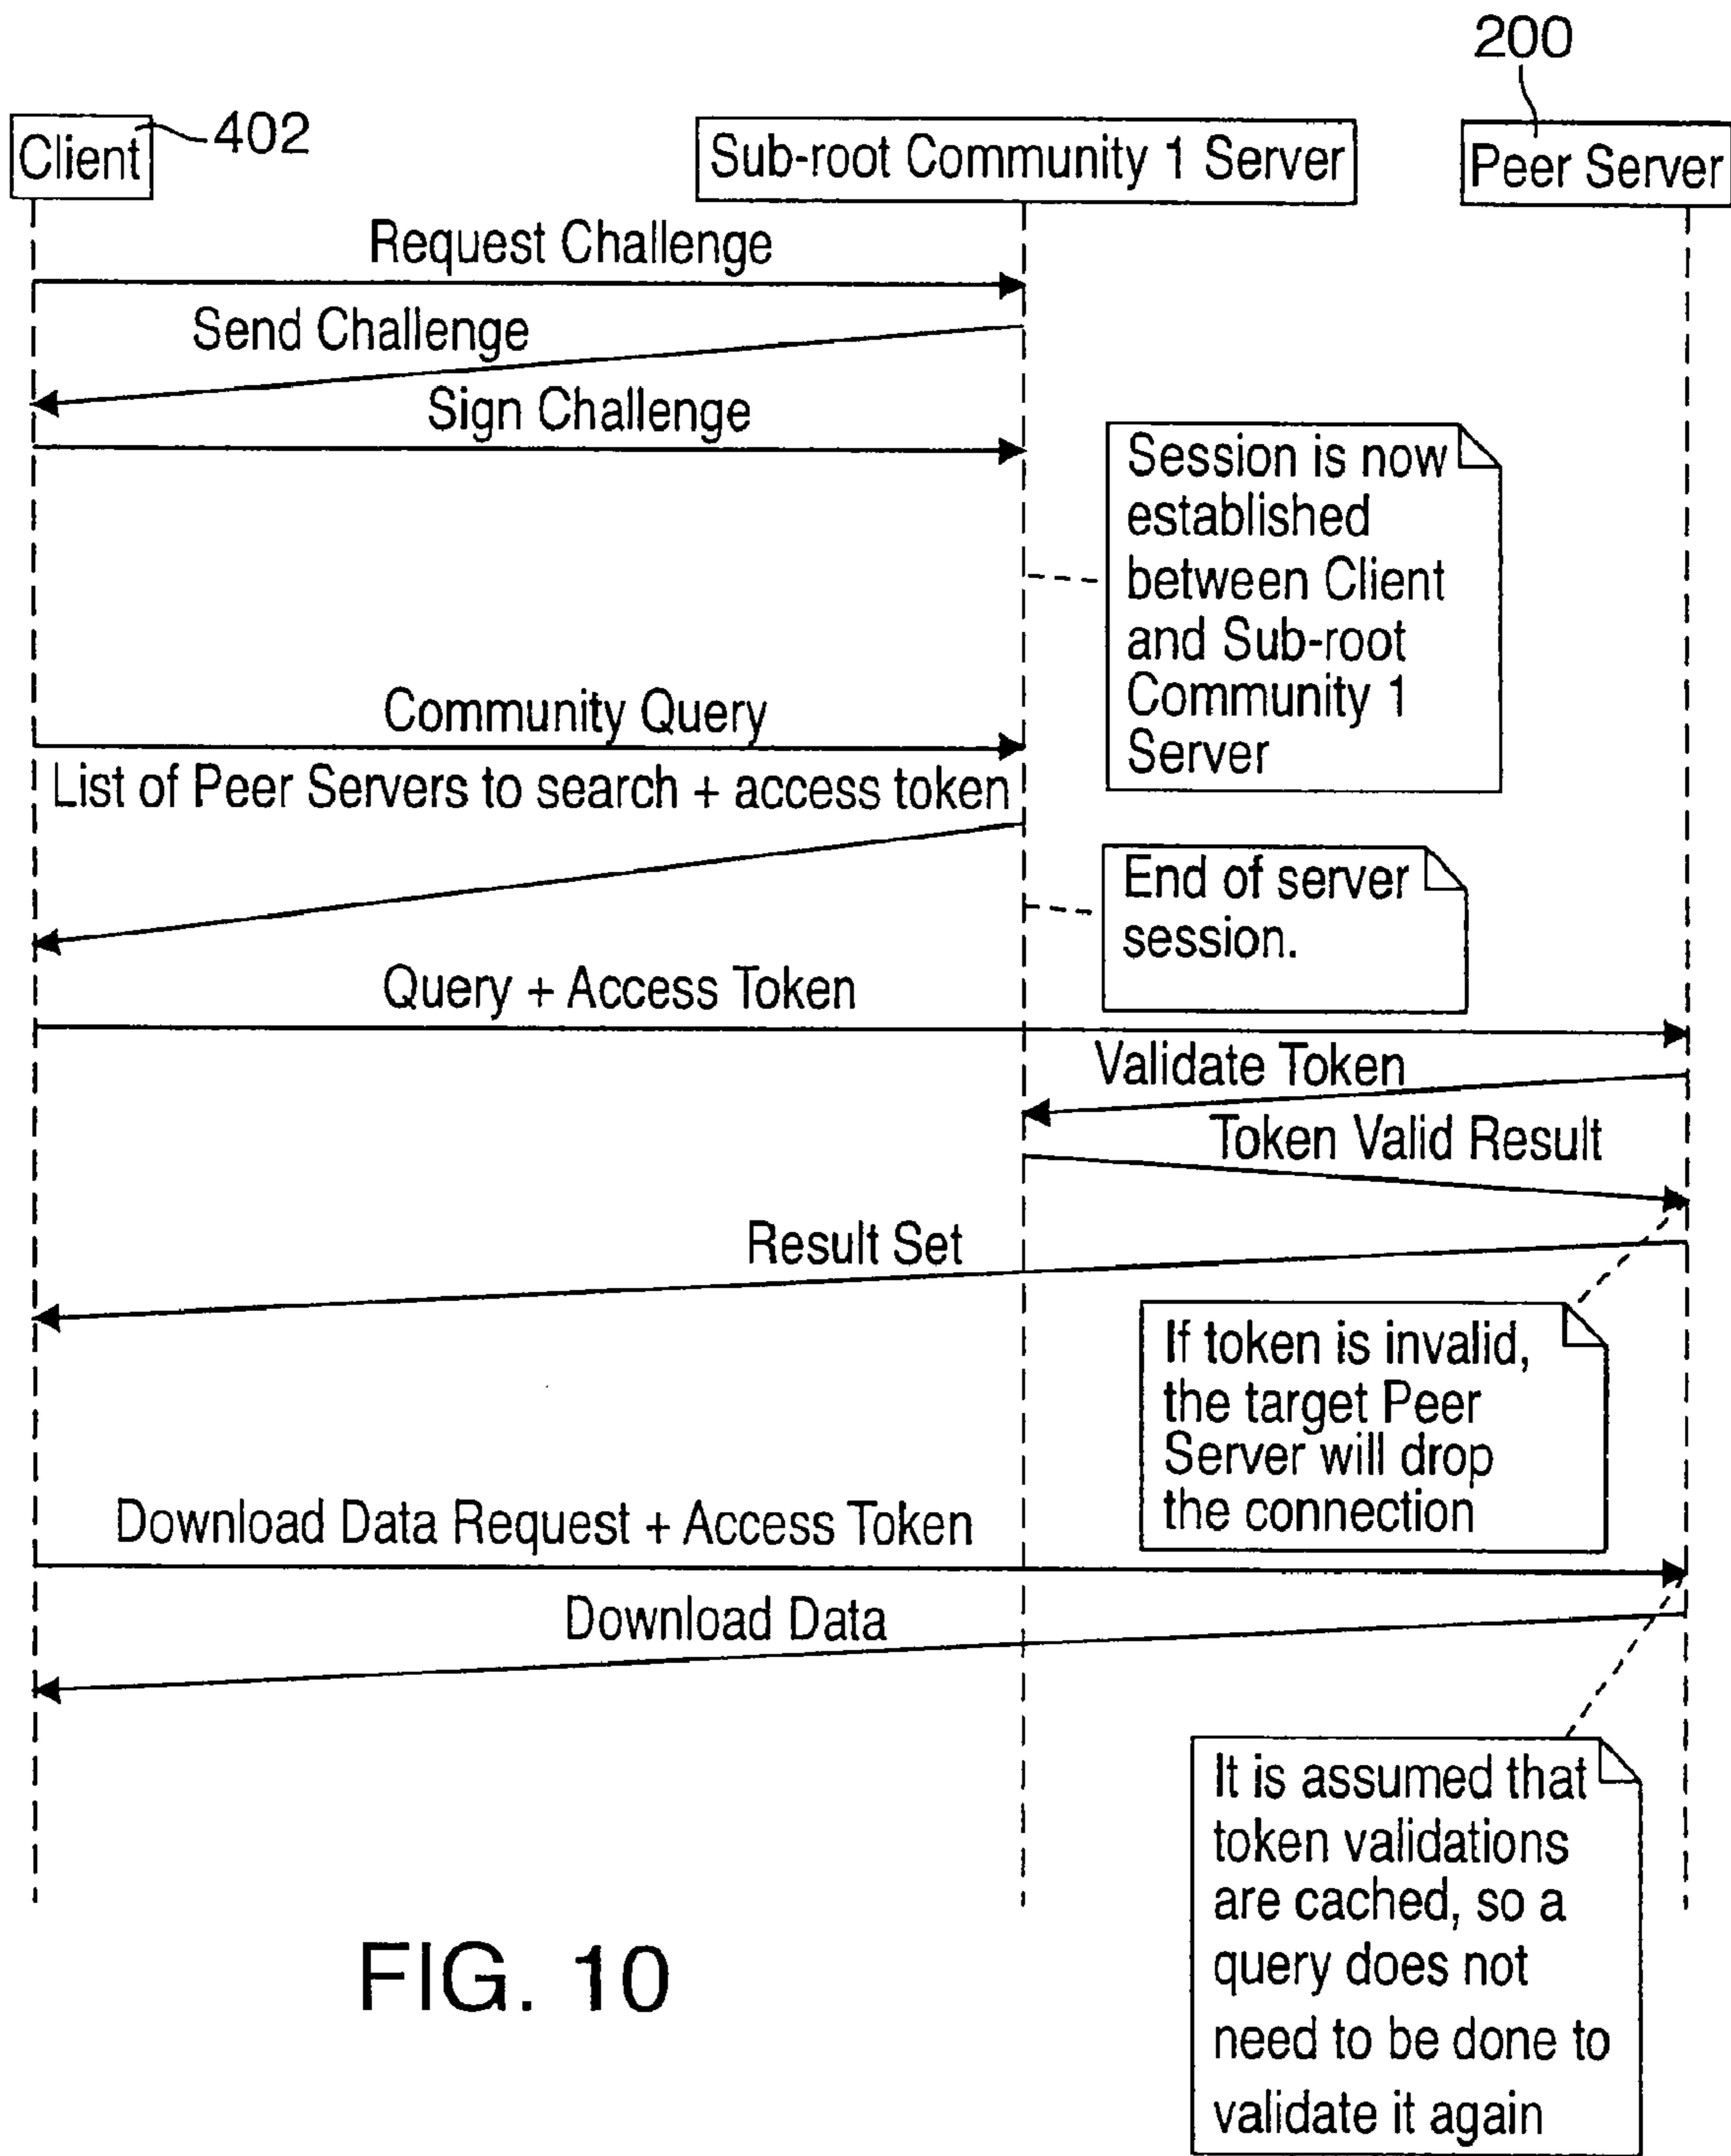 200
Client
402
Sub-root Community 1 Server
Peer Server
Request Challenge
Send Challenge
Sign Challenge
Session is now
established
between Client
and Sub-root
Community 1
Server
Community Query
List of Peer Servers to search + access token
End of server
session.
Query + Access Token
Validate Token
Token Valid Result
Result Set
If token is invalid,
the target Peer
Server will drop
the connection
Download Data Request + Access Token
Download Data
It is assumed that
token validations
are cached, so a
query does not
need to be done to
validate it again
FIG. 10